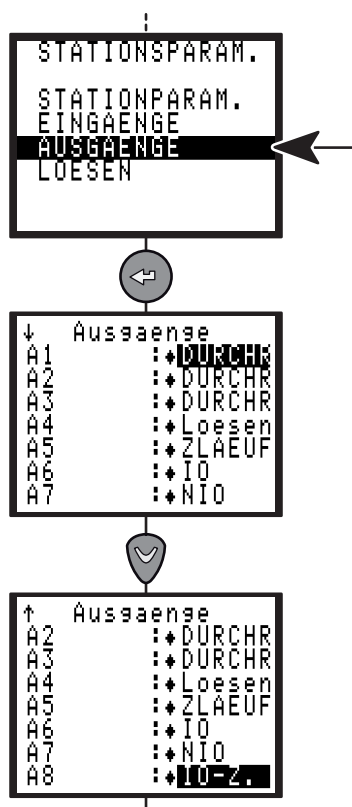 STATIONSPARAM.
STATIONPARAM.
EINGAENGE
AUSGAENGE
LOESEN
↓ Ausgaenge
A1 :♦DURCHR
A2 :♦DURCHR
A3 :♦DURCHR
A4 :♦Loesen
A5 :♦ZLAEUF
A6 :♦IO
A7 :♦NIO
↑ Ausgaenge
A2 :♦DURCHR
A3 :♦DURCHR
A4 :♦Loesen
A5 :♦ZLAEUF
A6 :♦IO
A7 :♦NIO
A8 :♦IO-Z.